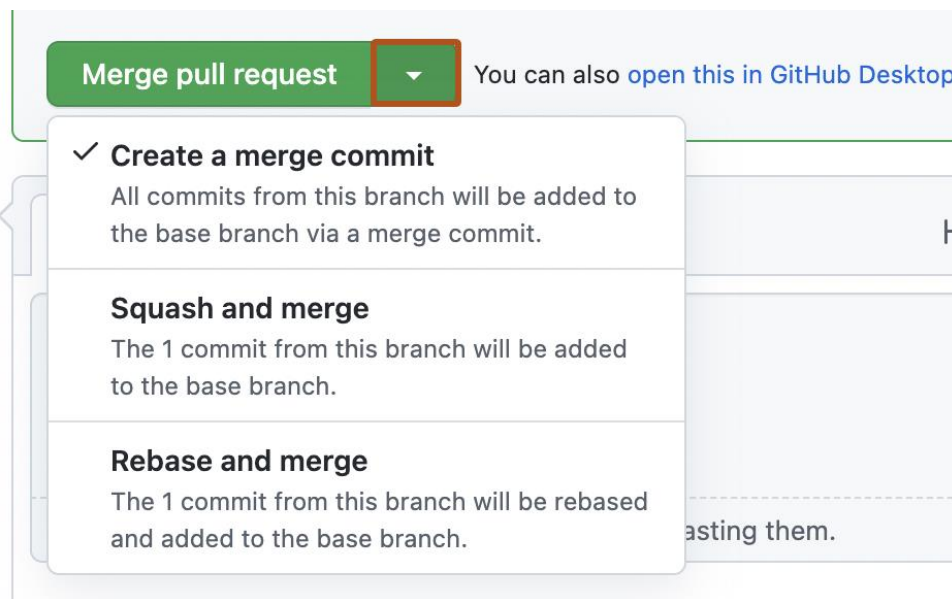 Merge pull request
You can also open this in GitHub Desktop
Create a merge commit
All commits from this branch will be added to
the base branch via a merge commit.
Squash and merge
The 1 commit from this branch will be added
to the base branch.
Rebase and merge
The 1 commit from this branch will be rebased
and added to the base branch.
asting them.